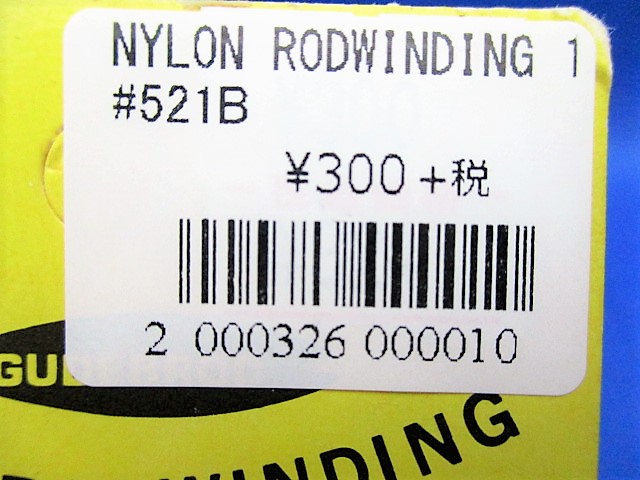 NYLON RODWINDING 1
#521B
¥300 +税
2 000326 000010
WINDING